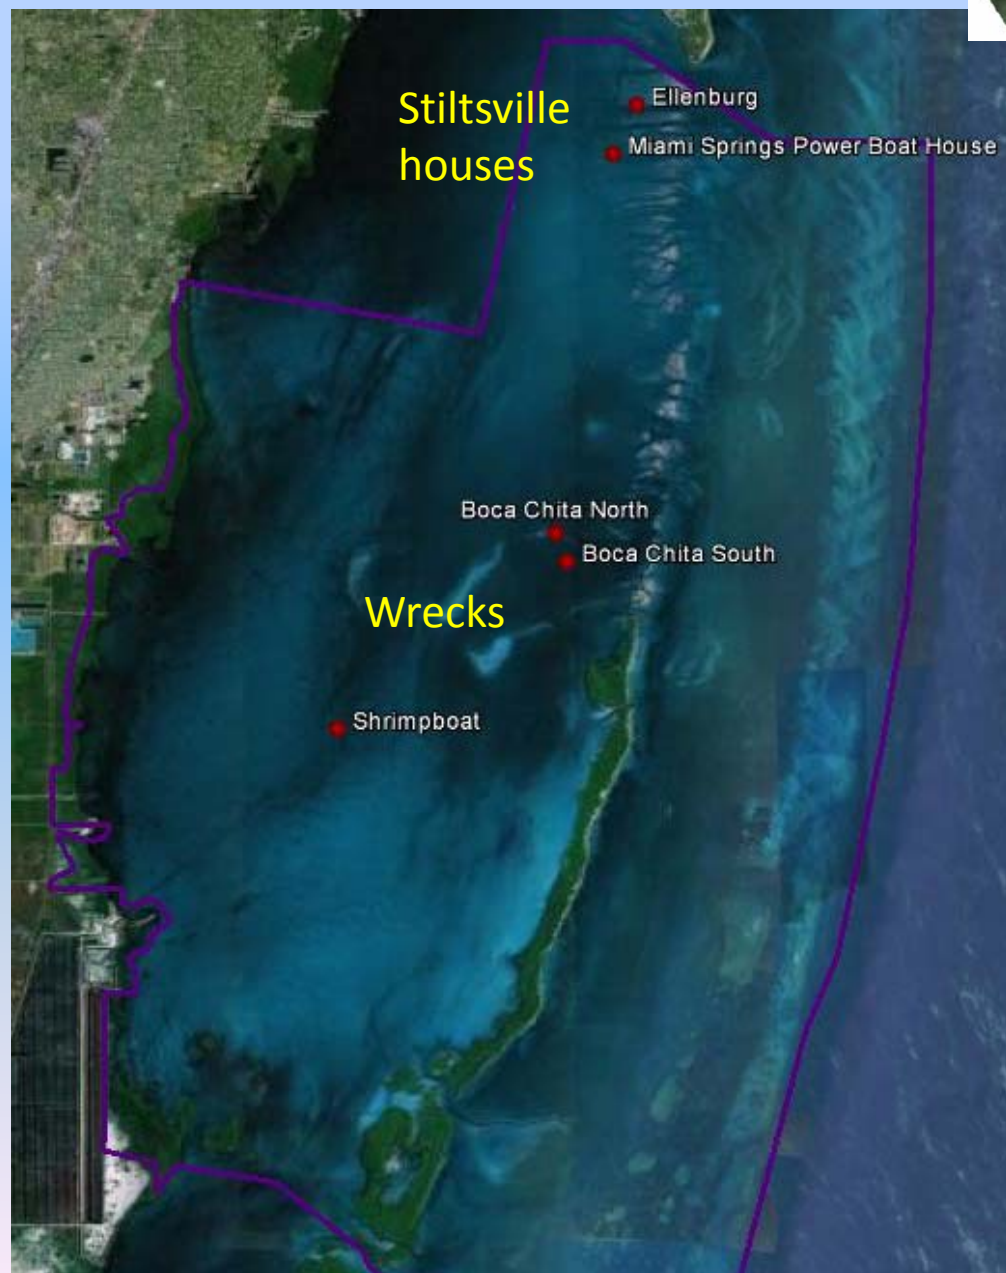 Stiltsville
houses
Ellenburg
Miami Springs Power Boat House
Boca Chita North
Boca Chita South
Wrecks
Shrimpboat